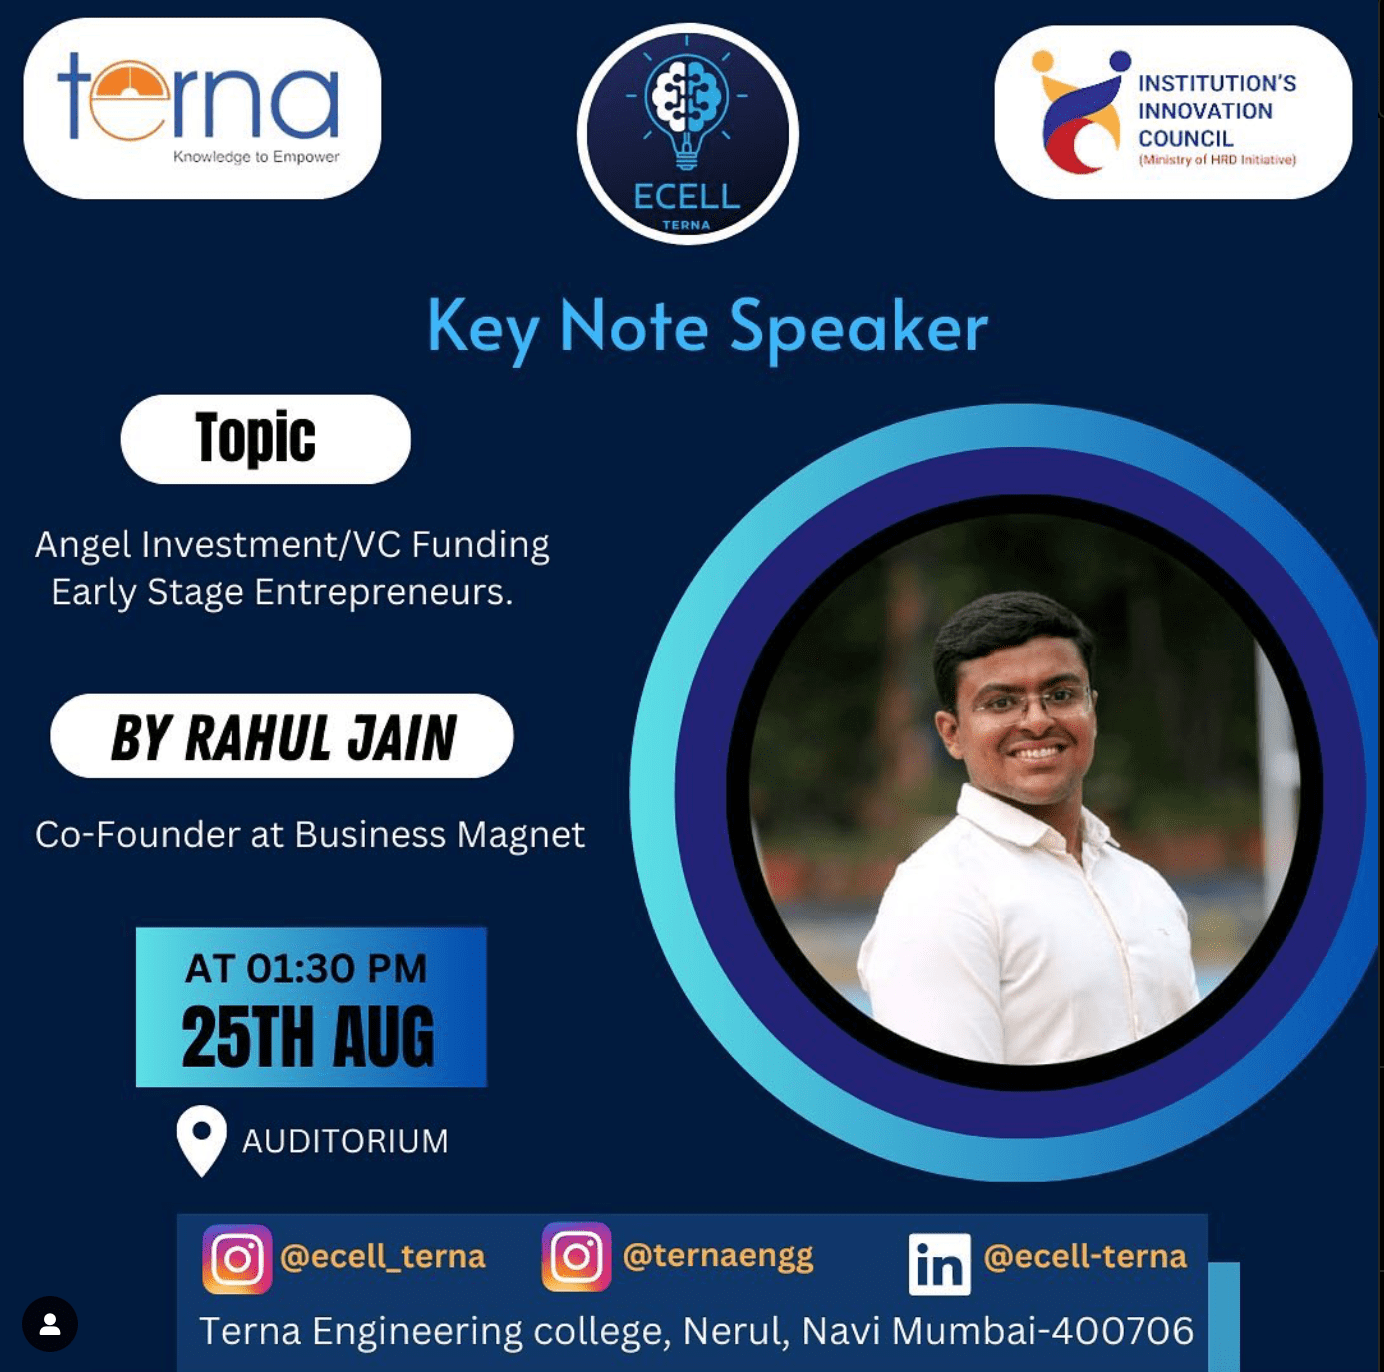 terna
Knowledge to Empower
ECELL
TERNA
INSTITUTION'S
INNOVATION
COUNCIL
(Ministry of HRD Initiative)
Key Note Speaker
Topic
Angel Investment/VC Funding
Early Stage Entrepreneurs.
BY RAHUL JAIN
Co-Founder at Business Magnet
AT 01:30 PM
25TH AUG
AUDITORIUM
@ecell_terna
@ternaengg
in @ecell-terna
Terna Engineering college, Nerul, Navi Mumbai-400706